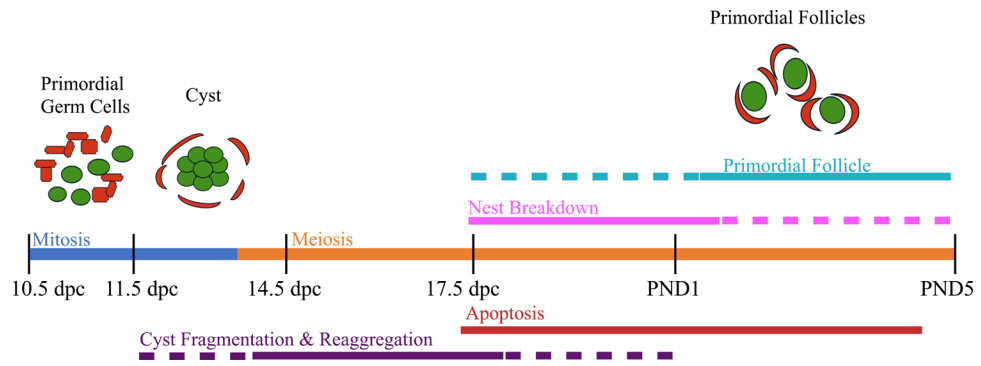 Primordial Follicles
Primordial
Germ Cells
Cyst
Primordial Follicle
Nest Breakdown
Mitosis
Meiosis
10.5 dpc
11.5 dpc
14.5 dpc
17.5 dpc
PND1
PND5
Apoptosis
Cyst Fragmentation & Reaggregation